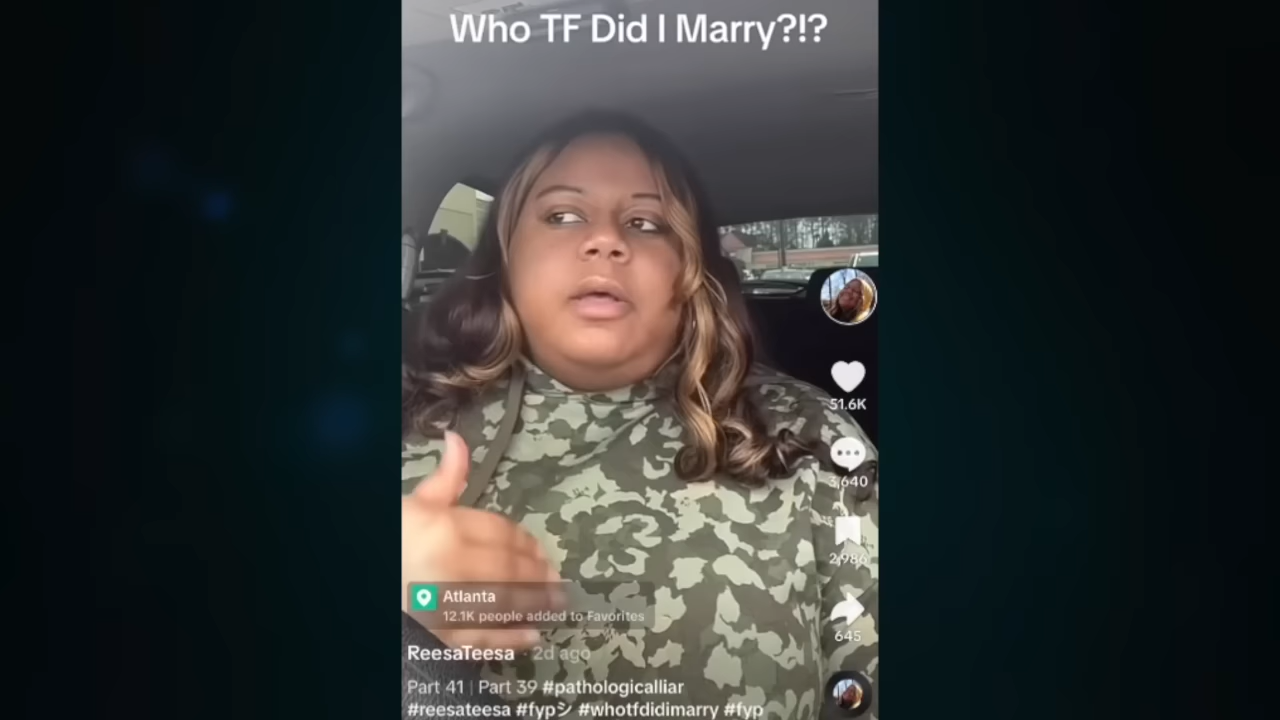 Who TF Did I Marry?!?
51.6K
3,640
2,986
645
Atlanta
12.1K people added to Favorites
ReesaTeesa · 2d ago
Part 41 | Part 39 #pathologicalliar
#reesateesa #fypシ #whotfdidimarry #fyp